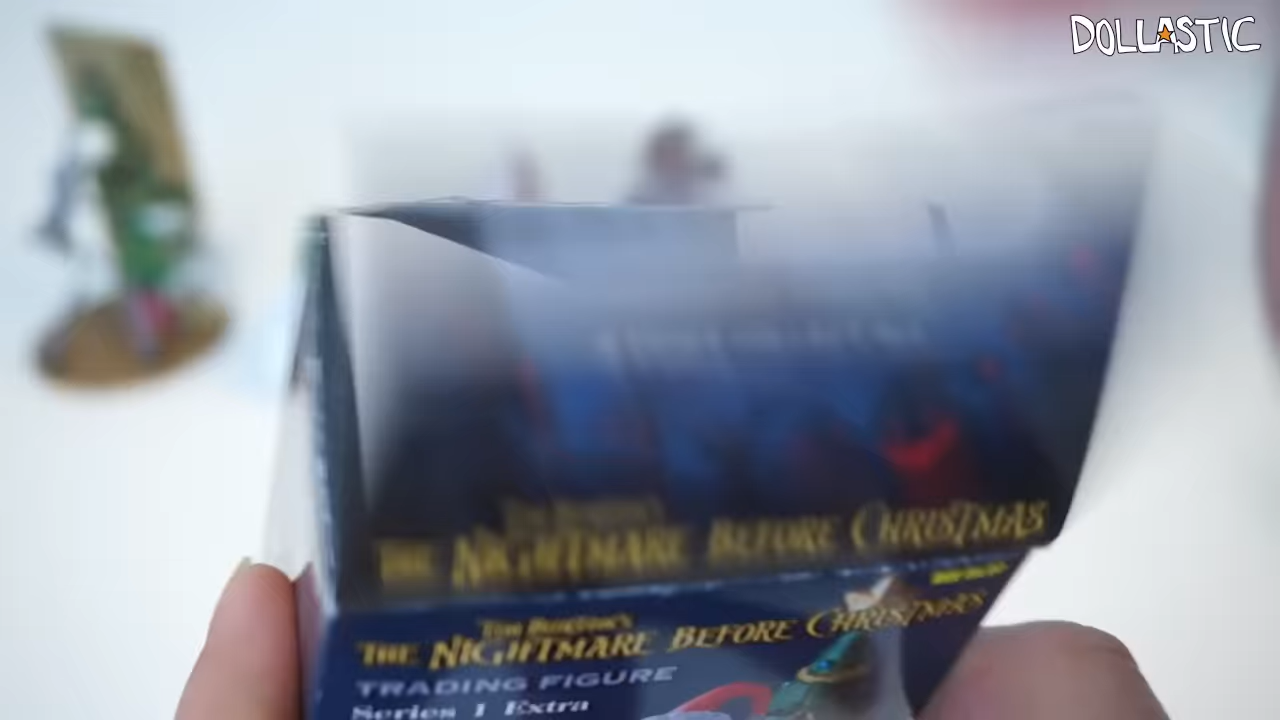 DOLLASTIC
TIM BURTON'S
THE NIGHTMARE BEFORE CHRISTMAS
TIM BURTON'S
THE NIGHTMARE BEFORE CHRISTMAS
TRADING FIGURE
Series 1 Extra